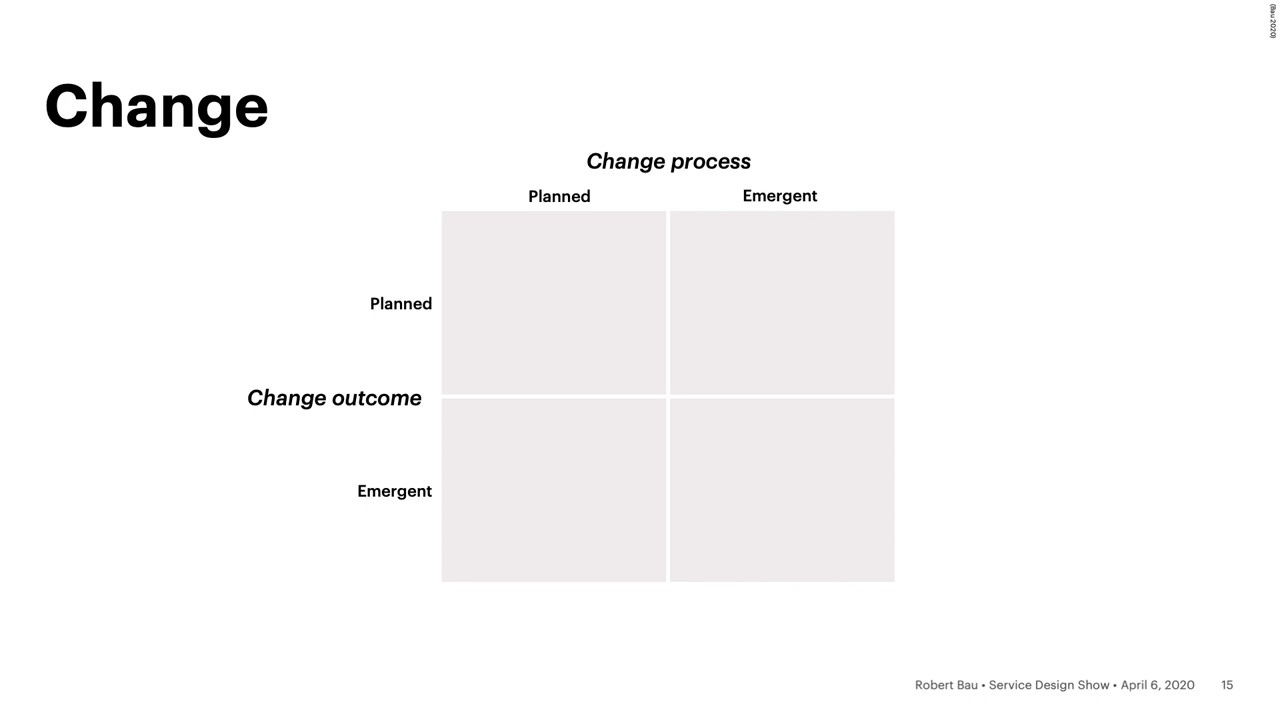 (Bau 2020)
Change
Change process
Planned Emergent
Planned
Change outcome
Emergent
Robert Bau • Service Design Show • April 6, 2020 15